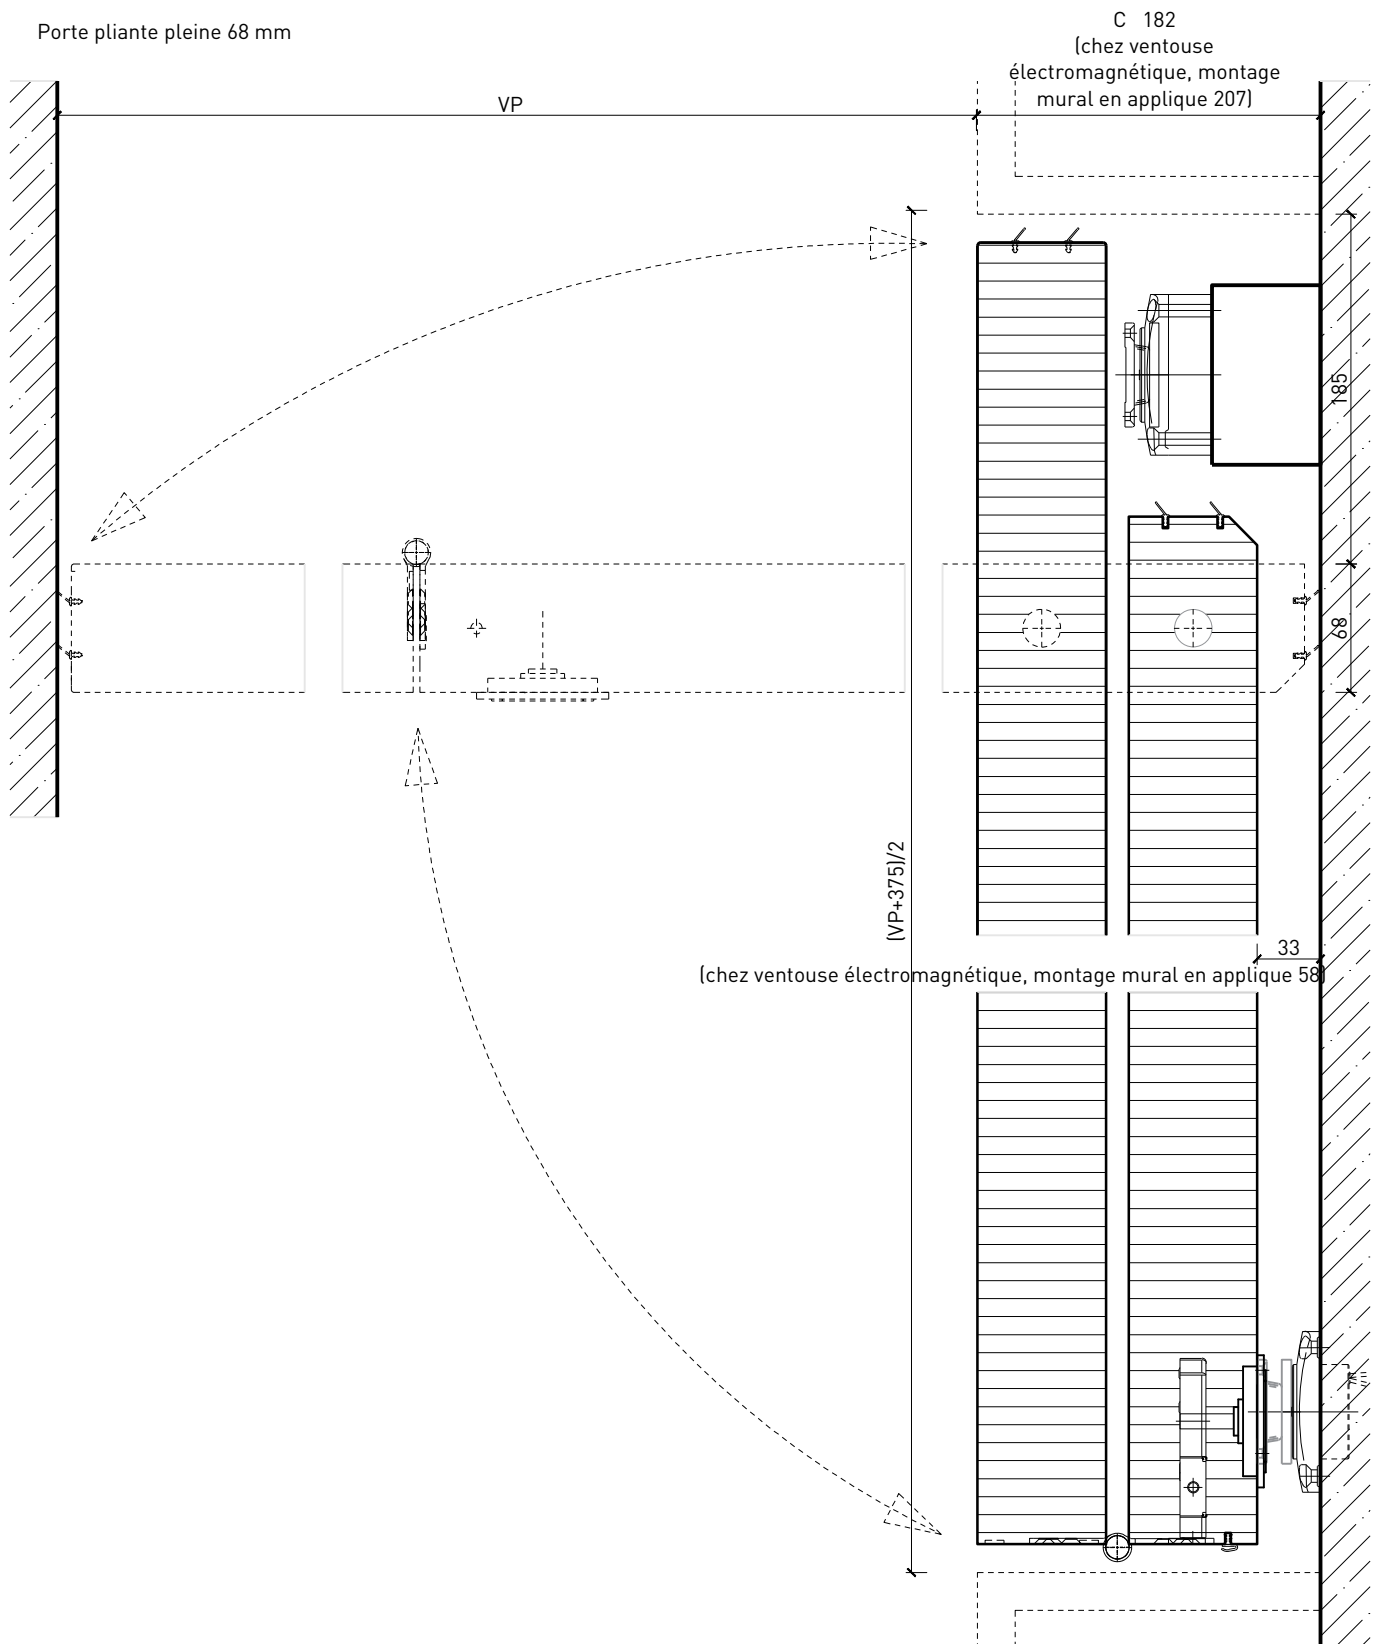 Porte pliante pleine 68 mm
C 182
(chez ventouse
électromagnétique, montage
mural en applique 207)
VP
185
68
(VP+375)/2
33
(chez ventouse électromagnétique, montage mural en applique 58)